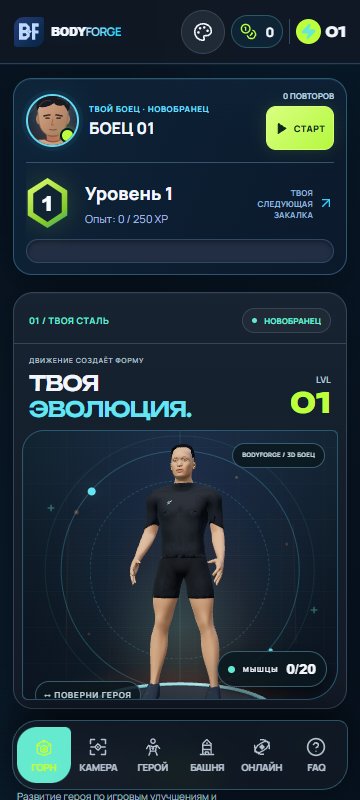 BF BODYFORGE
0
01
0 ПОВТОРОВ
ТВОЙ БОЕЦ · НОВОБРАНЕЦ
БОЕЦ 01
СТАРТ
1
Уровень 1
Опыт: 0 / 250 XP
ТВОЯ
СЛЕДУЮЩАЯ
ЗАКАЛКА
01 / ТВОЯ СТАЛЬ
НОВОБРАНЕЦ
ДВИЖЕНИЕ СОЗДАЁТ ФОРМУ
ТВОЯ
ЭВОЛЮЦИЯ.
LVL
01
BODYFORGE / 3D БОЕЦ
МЫШЦЫ 0/20
↔ ПОВЕРНИ ГЕРОЯ
ГОРН
КАМЕРА
ГЕРОЙ
БАШНЯ
ОНЛАЙН
FAQ
Развитие героя по игровым улучшениям и